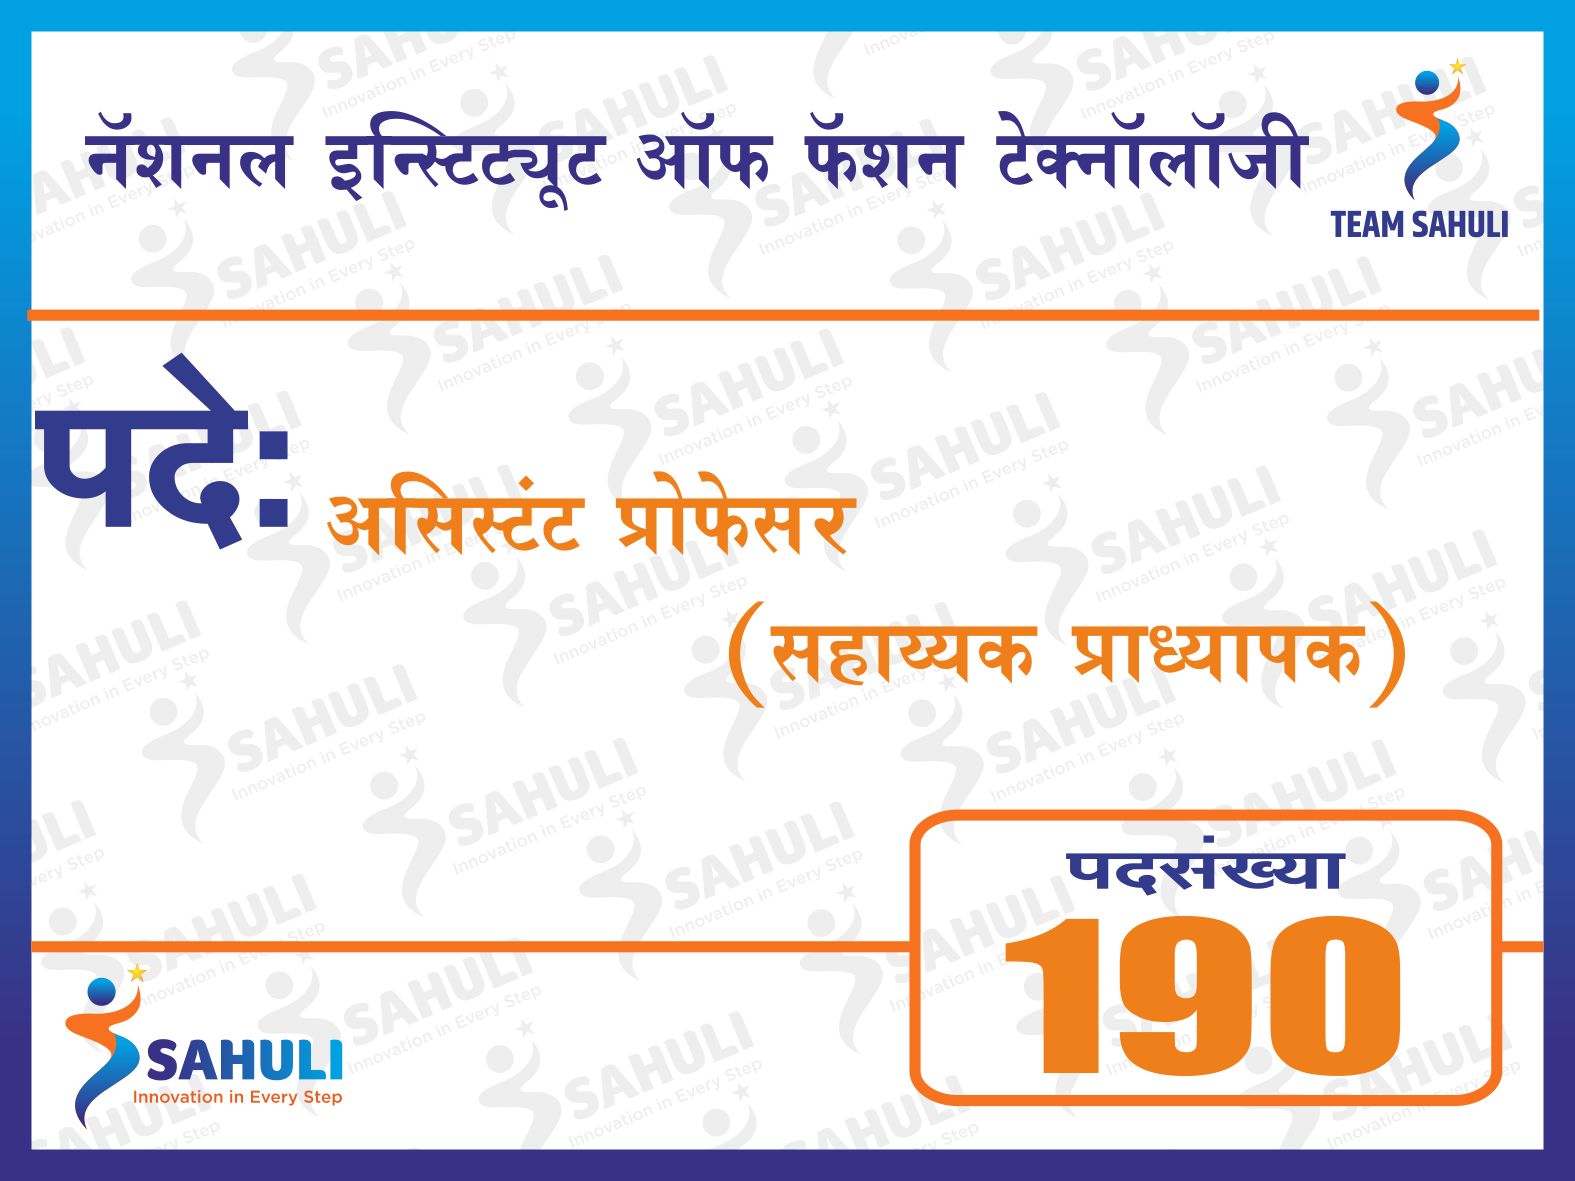 नॅशनल इन्स्टिट्यूट ऑफ फॅशन टेक्नॉलॉजी
TEAM SAHULI
पदे:
असिस्टंट प्रोफेसर
(सहाय्यक प्राध्यापक)
पदसंख्या
190
SAHULI
Innovation in Every Step